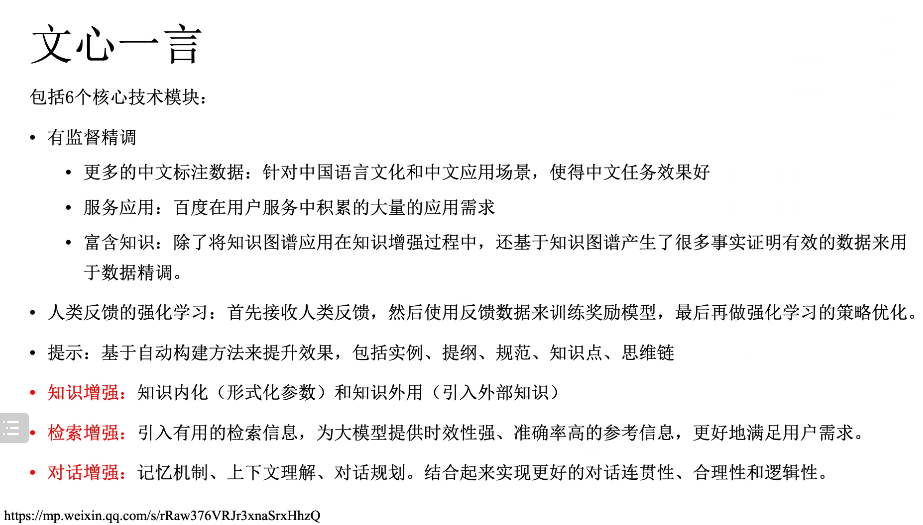 文心一言
包括6个核心技术模块：
• 有监督精调
• 更多的中文标注数据：针对中国语言文化和中文应用场景，使得中文任务效果好
• 服务应用：百度在用户服务中积累的大量的应用需求
• 富含知识：除了将知识图谱应用在知识增强过程中，还基于知识图谱产生了很多事实证明有效的数据来用
于数据精调。
• 人类反馈的强化学习：首先接收人类反馈，然后使用反馈数据来训练奖励模型，最后再做强化学习的策略优化。
• 提示：基于自动构建方法来提升效果，包括实例、提纲、规范、知识点、思维链
• 知识增强：知识内化（形式化参数）和知识外用（引入外部知识）
• 检索增强：引入有用的检索信息，为大模型提供时效性强、准确率高的参考信息，更好地满足用户需求。
• 对话增强：记忆机制、上下文理解、对话规划。结合起来实现更好的对话连贯性、合理性和逻辑性。
https://mp.weixin.qq.com/s/rRaw376VRJr3xnaSrxHhzQ